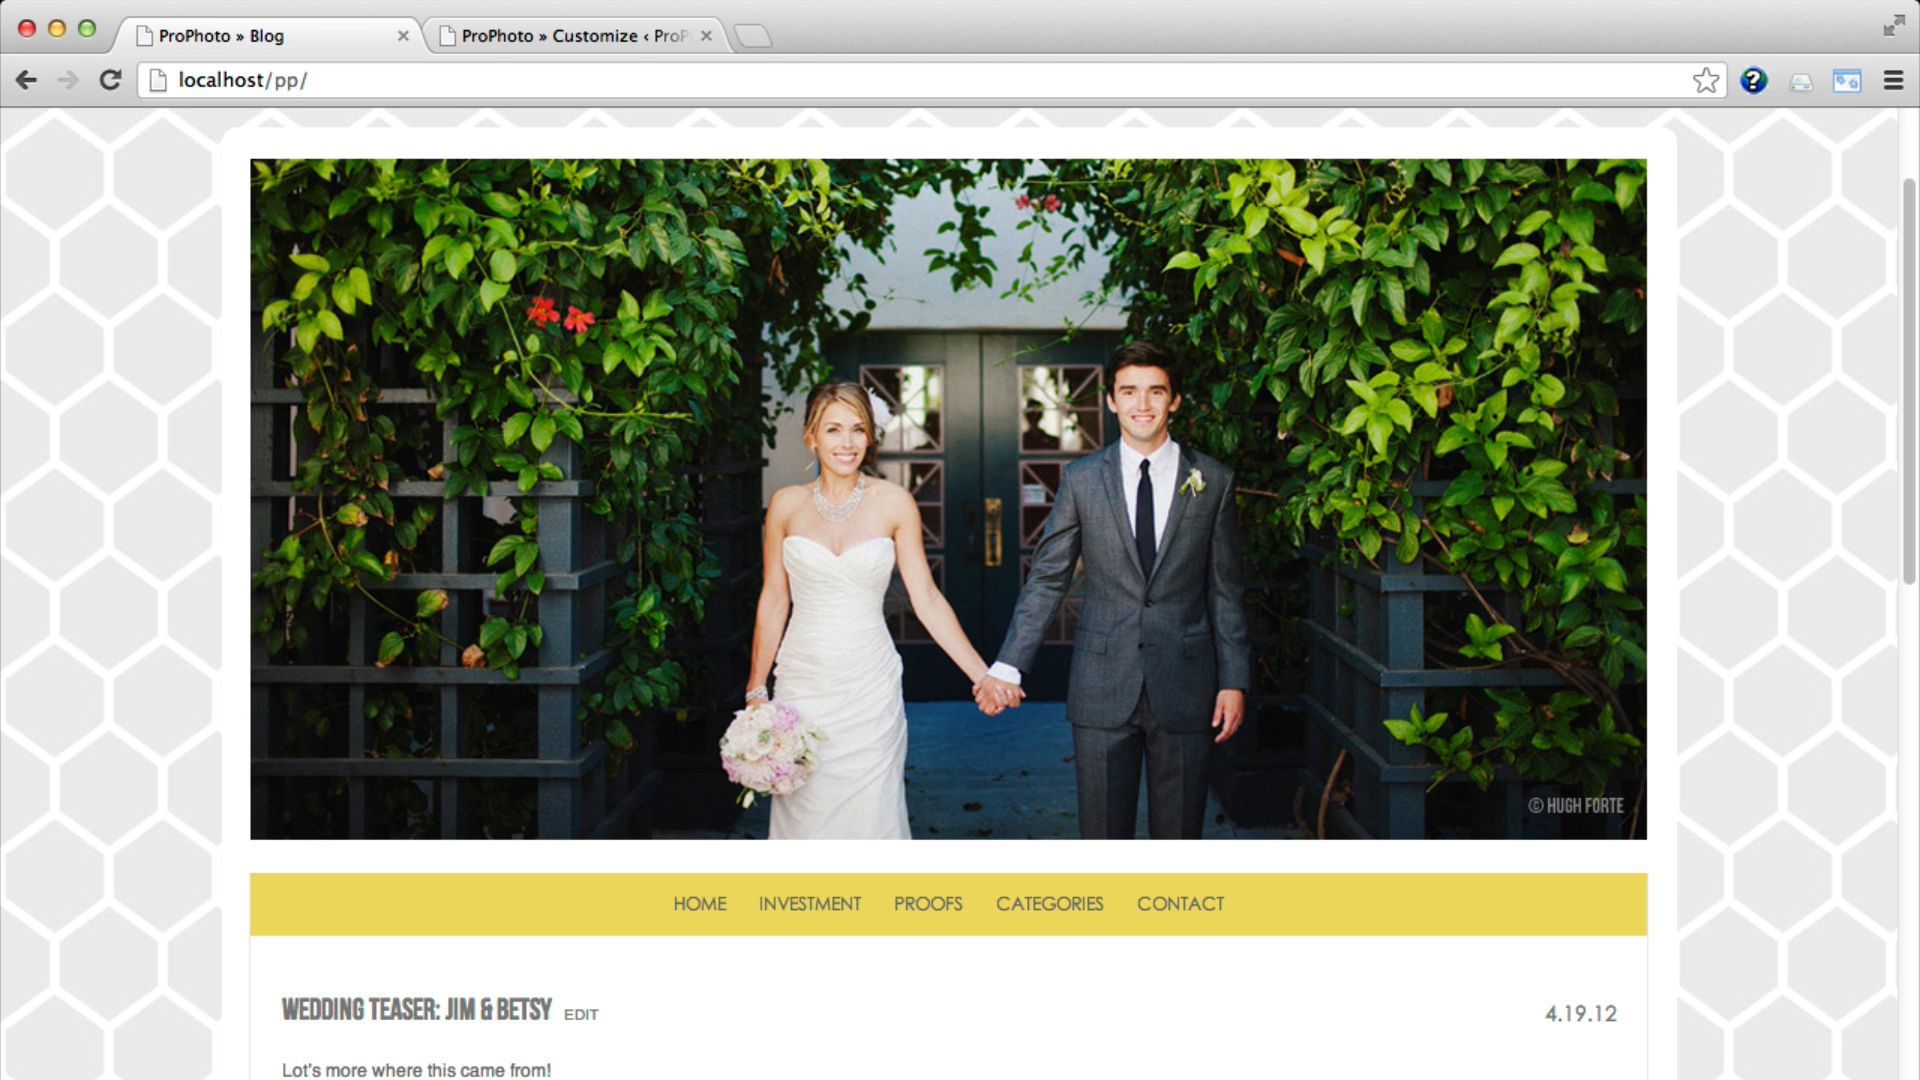 ProPhoto » Blog
ProPhoto » Customize ‹ ProP
localhost/pp/
© HUGH FORTE
HOME INVESTMENT PROOFS CATEGORIES CONTACT
WEDDING TEASER: JIM & BETSY EDIT
4.19.12
Lot's more where this came from!